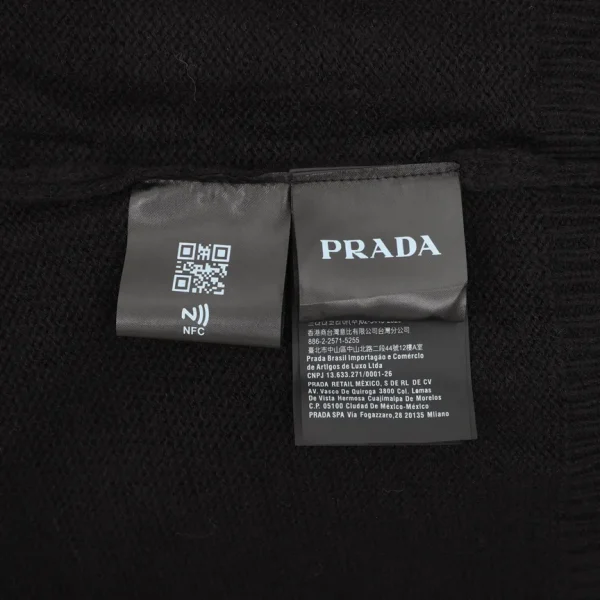 NFC
PRADA
香港商台灣意比有限公司台灣分公司
886-2-2571-5255
臺北市中山區中山北路二段44號12樓A室
Prada Brasil Importação e Comércio
de Artigos de Luxo Ltda
CNPJ 13.633.271/0001-26
PRADA RETAIL MÉXICO, S DE RL DE CV
AV. Vasco De Quiroga 3800 Col. Lomas
De Vista Hermosa Cuajimalpa De Morelos
C.P. 05100 Ciudad De México-México
PRADA SPA Via Fogazzaro,28 20135 Milano